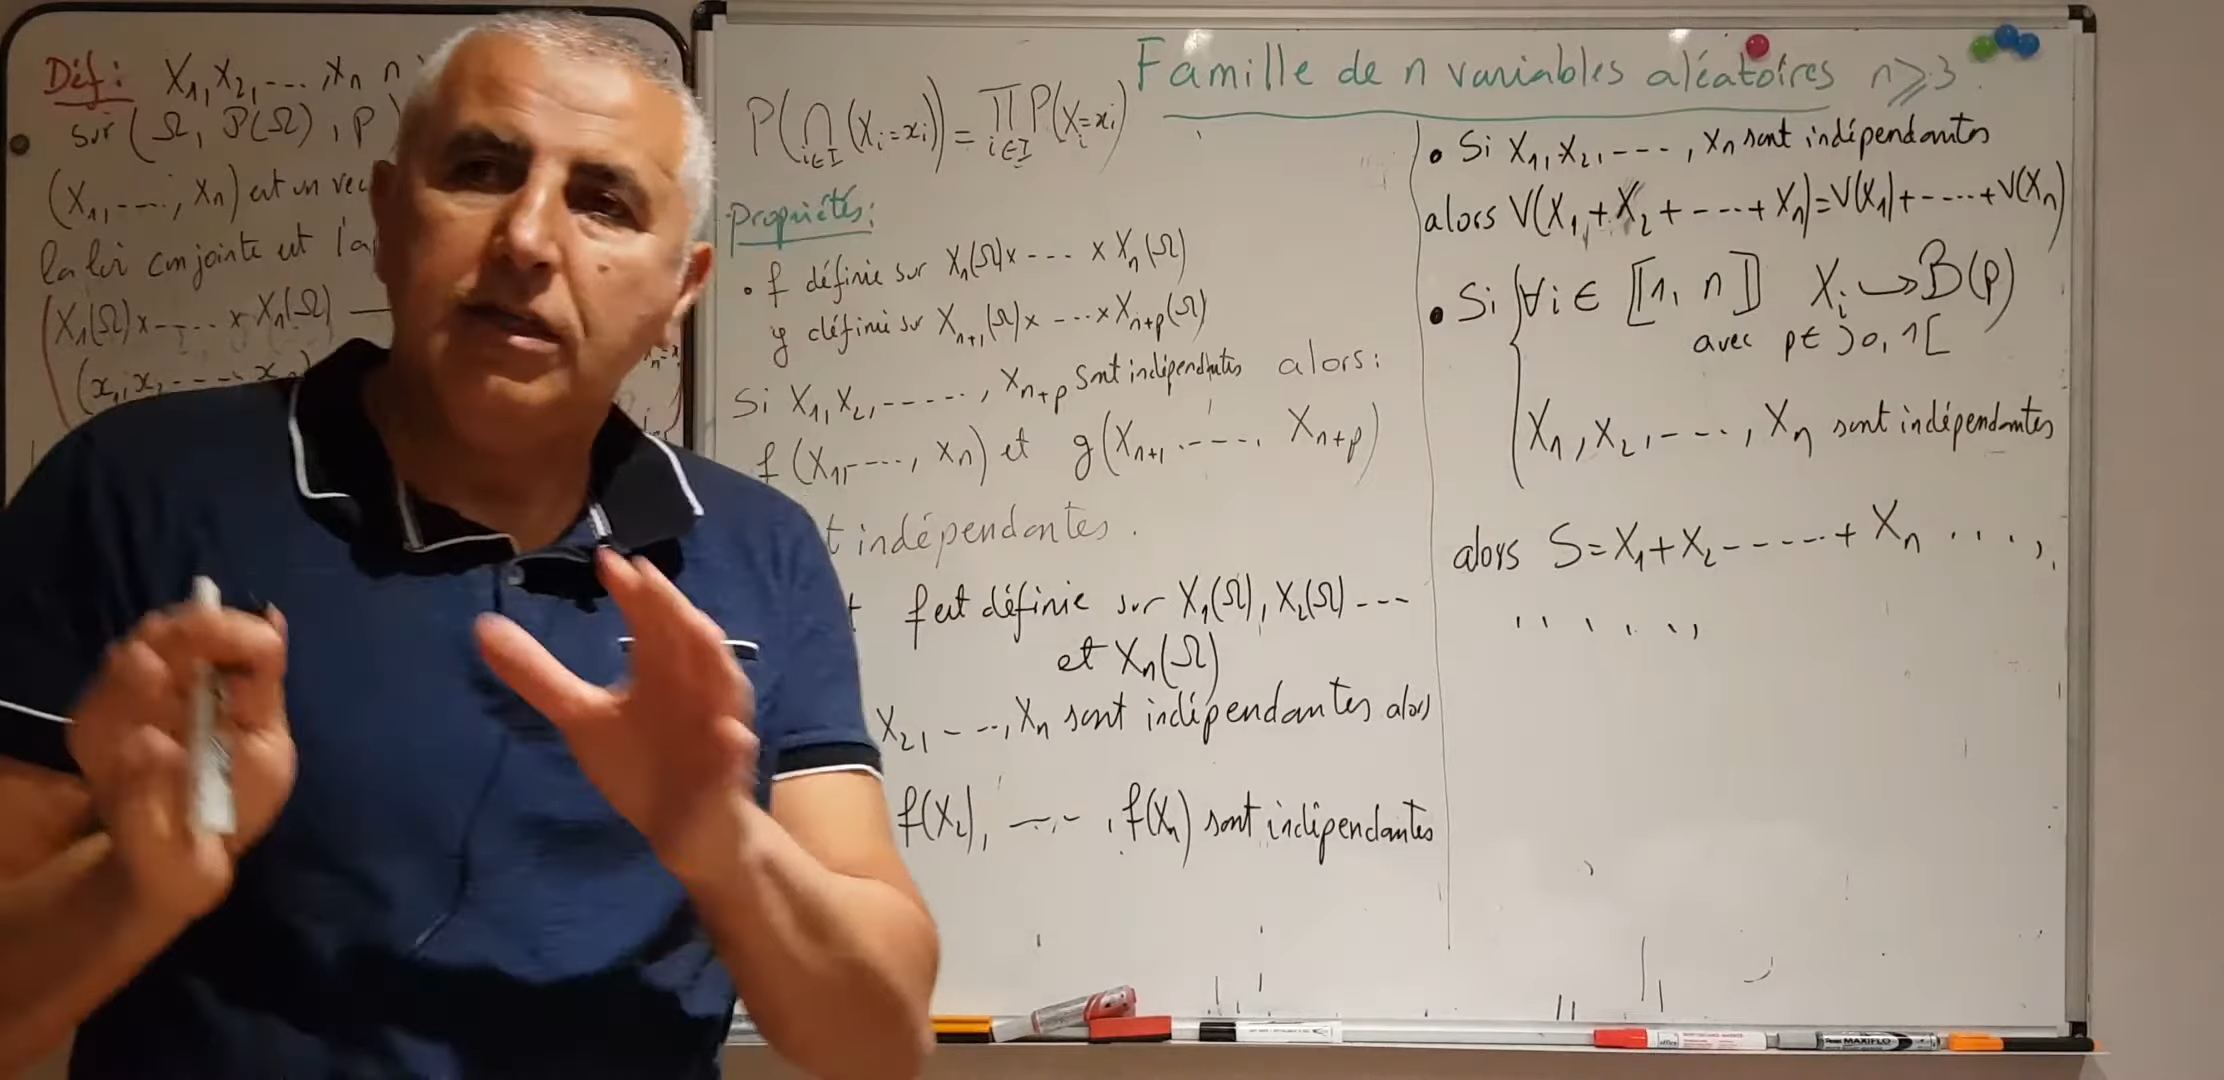 Déf: X₁, X₂, ---, Xn n
sur (Ω, P(Ω), P)
(X₁, ---, Xn) est un vec
la loi conjointe est l'a
(X₁(Ω)x-----x Xn(Ω) —
(x₁, x₂, ---- xn)
Famille de n variables aléatoires n⩾3
P(∩ i∈I (Xi=xi)) = ∏ i∈I P(Xi=xi)
Propriétés:
• f définie sur X₁(Ω)x --- x Xn(Ω)
g définie sur Xn+1(Ω)x ---x Xn+p(Ω)
Si X₁, X₂, -----, Xn+p sont indépendantes alors:
f(X₁, ---, Xn) et g(Xn+1, ---, Xn+p)
t indépendantes.
f est définie sur X₁(Ω), X₂(Ω) ---
et Xn(Ω)
X₂, ---, Xn sont indépendantes alors
f(X₂), ---, f(Xn) sont indépendantes
• Si X₁, X₂, ---, Xn sont indépendantes
alors V(X₁+X₂+---+Xn)=V(X₁)+----+V(Xn)
• Si {∀i∈ ⟦1, n⟧ Xi ↪ B(p)
avec p∈ ]0,1[
X₁, X₂, ---, Xn sont indépendantes
alors S=X₁+X₂-----+ Xn ....,
. . . . . ,